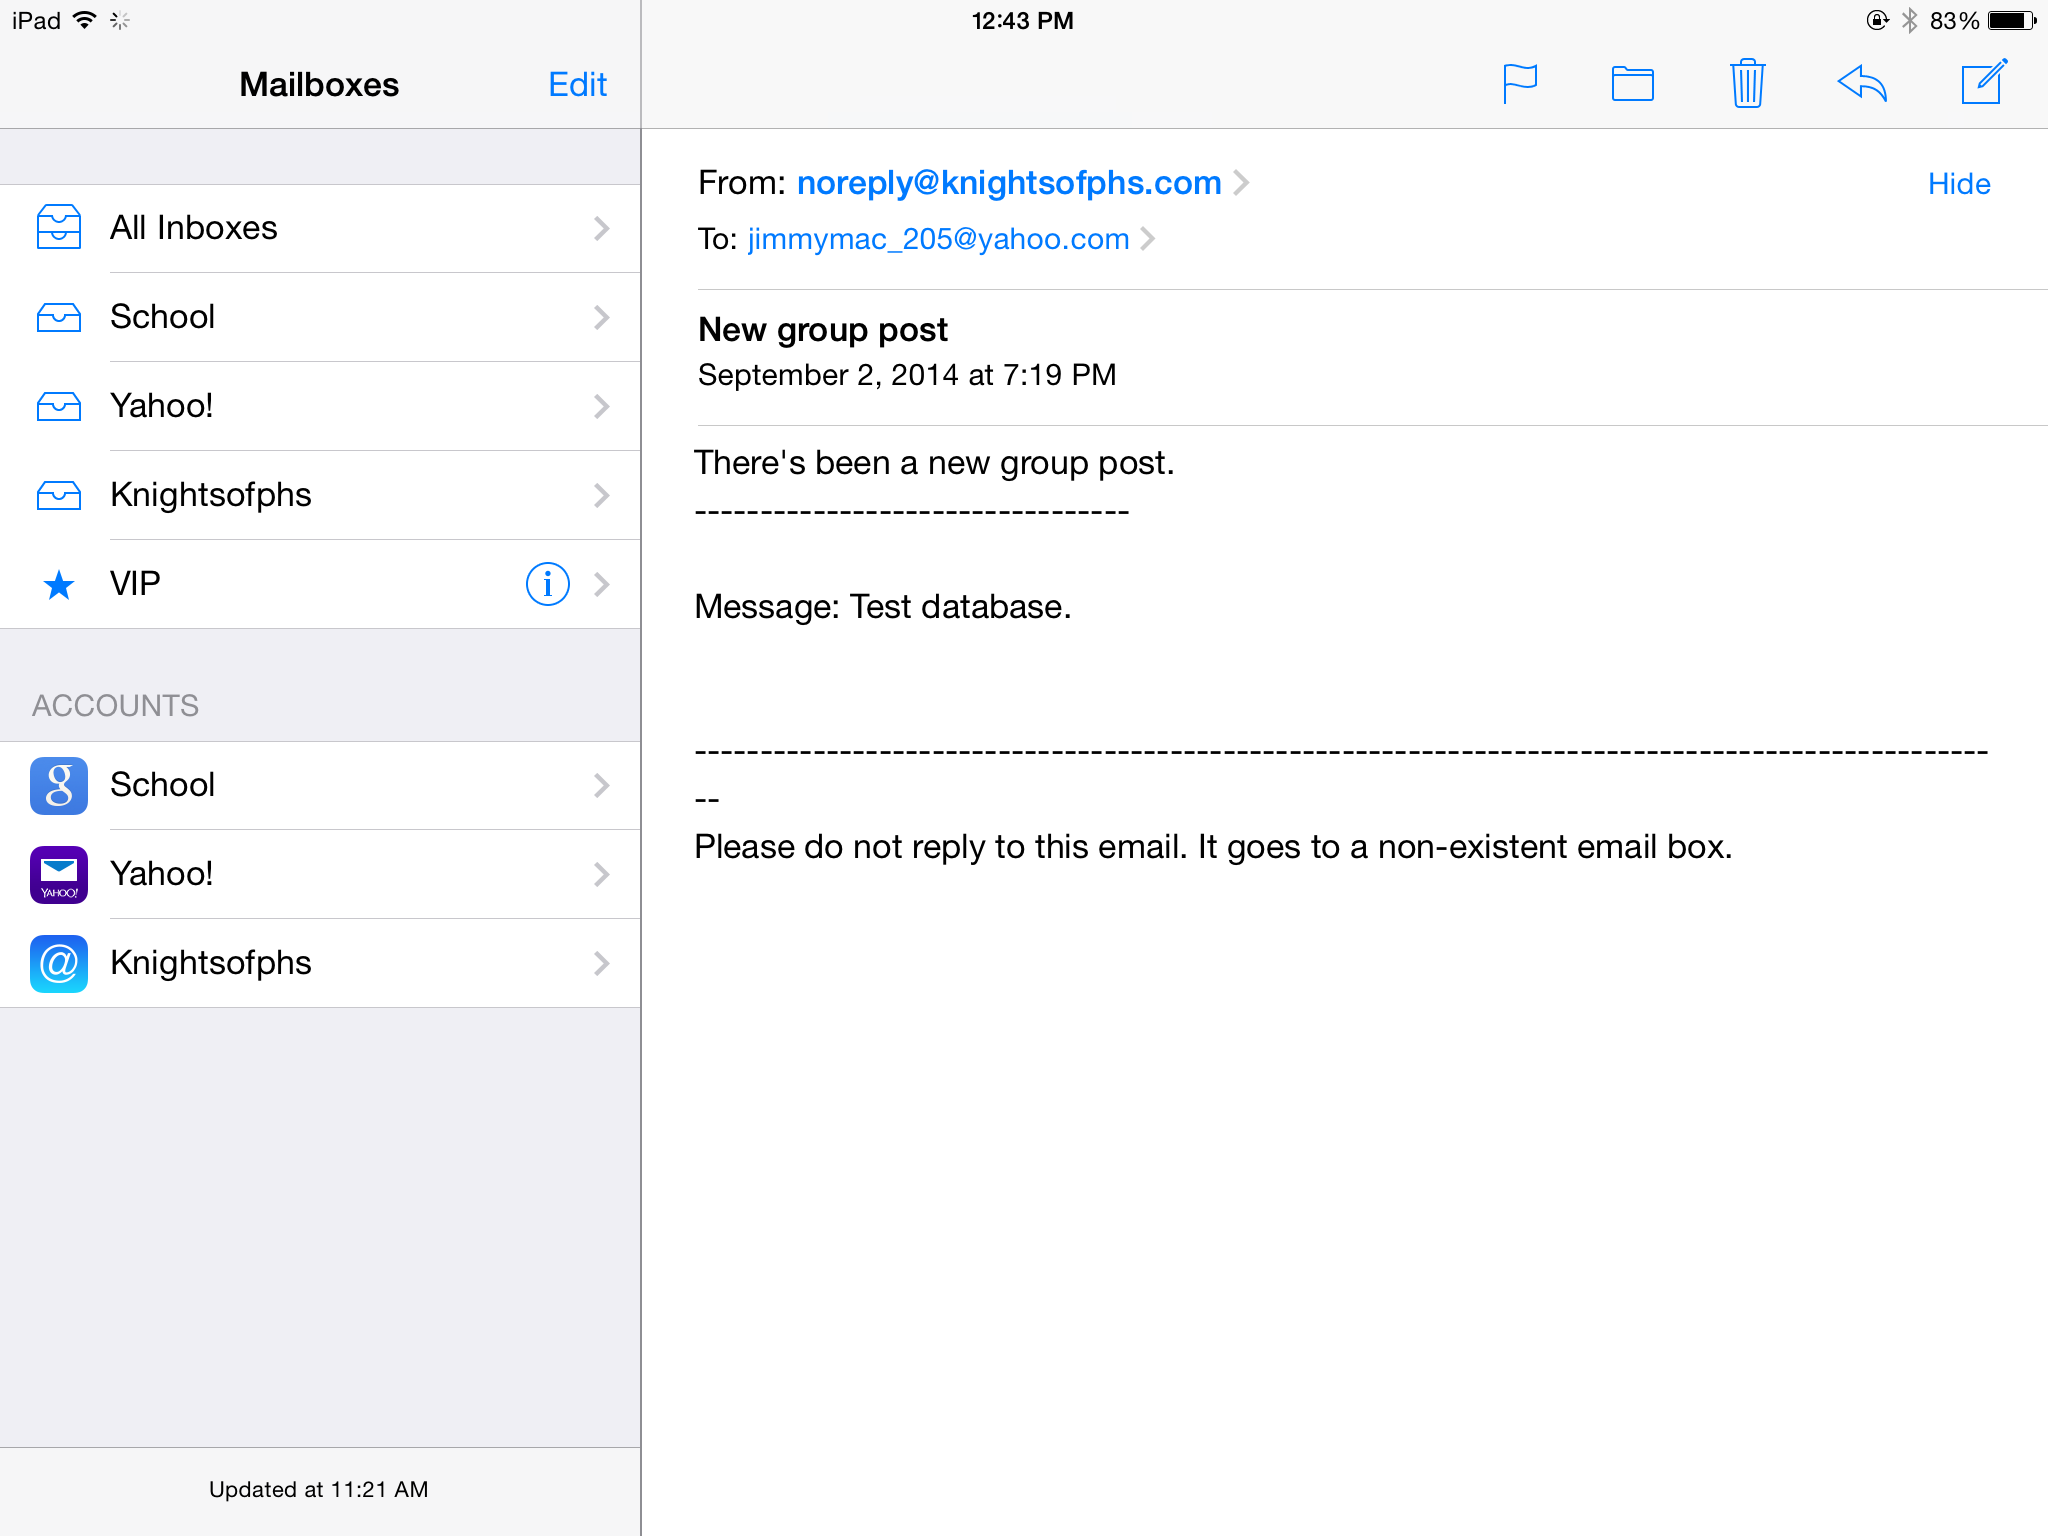 iPad
12:43 PM
83%
Mailboxes
Edit
All Inboxes
School
Yahoo!
Knightsofphs
VIP
ACCOUNTS
School
YAHOO!
Yahoo!
Knightsofphs
Updated at 11:21 AM
From: noreply@knightsofphs.com
Hide
To: jimmymac_205@yahoo.com
New group post
September 2, 2014 at 7:19 PM
There's been a new group post.
---------------------------------
Message: Test database.
--------------------------------------------------------------------------------------------------
--
Please do not reply to this email. It goes to a non-existent email box.